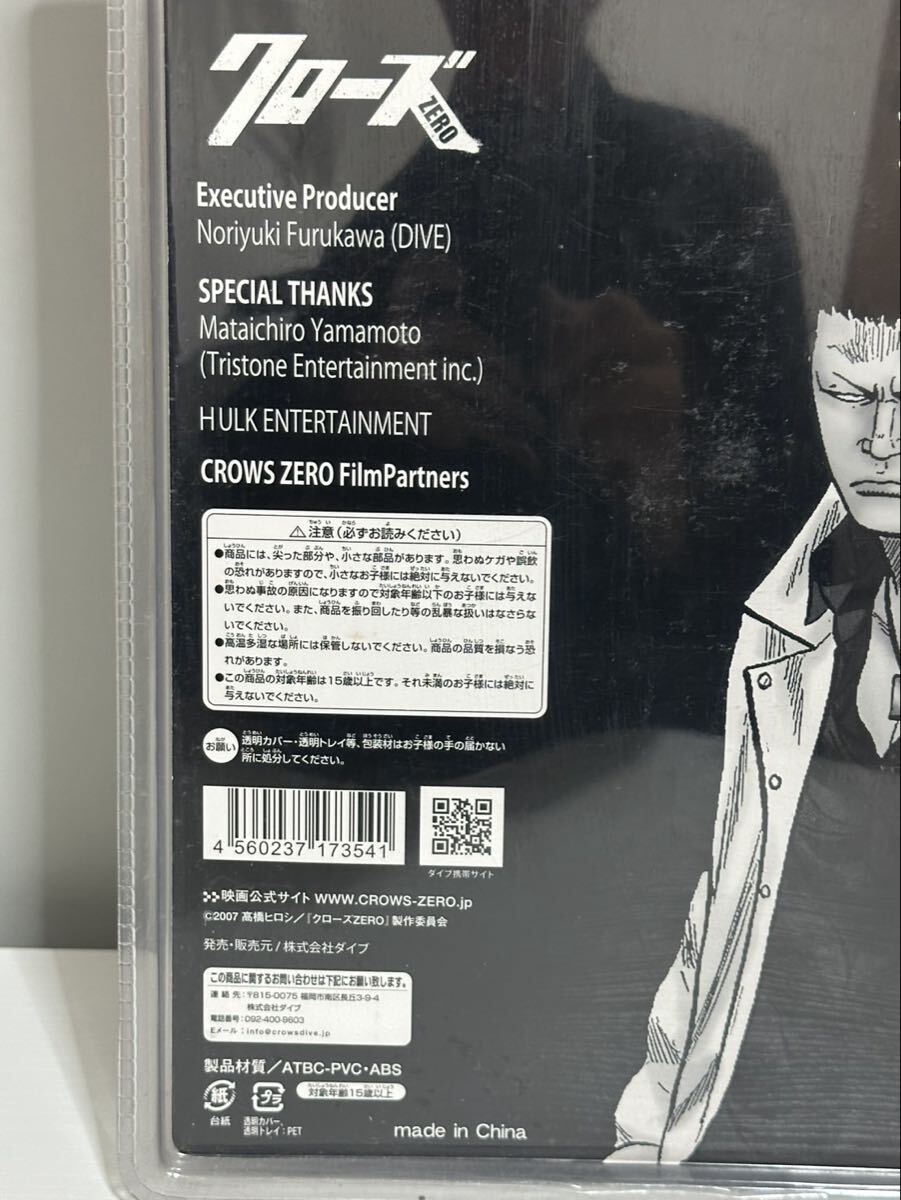 クローズ
ZERO
Executive Producer
Noriyuki Furukawa (DIVE)
SPECIAL THANKS
Mataichiro Yamamoto
(Tristone Entertainment inc.)
HULK ENTERTAINMENT
CROWS ZERO FilmPartners
⚠注意(必ずお読みください)
●商品には、尖った部分や、小さな部品があります。思わぬケガや誤飲
の恐れがありますので、小さなお子様には絶対に与えないでください。
●思わぬ事故の原因になりますので対象年齢以下のお子様には与えな
いでください。また、商品を振り回したり等の乱暴な扱いはなさらな
いでください。
●高温多湿な場所には保管しないでください。商品の品質を損なう恐
れがあります。
●この商品の対象年齢は15歳以上です。それ未満のお子様には絶対に
与えないでください。
お願い 透明カバー・透明トレイ等、包装材はお子様の手の届かない
所に処分してください。
4 560237 173541
ダイブ携帯サイト
映画公式サイト WWW.CROWS-ZERO.jp
©2007 髙橋ヒロシ/『クローズZERO』製作委員会
発売・販売元/株式会社ダイブ
この商品に関するお問い合わせは下記にお願い致します。
連絡先:〒815-0075 福岡市南区長丘3-9-4
株式会社ダイブ
電話番号:092-400-9603
Eメール:info@crowsdive.jp
製品材質/ATBC-PVC・ABS
紙 プラ 対象年齢15歳以上
台紙 透明カバー、
透明トレイ:PET
made in China